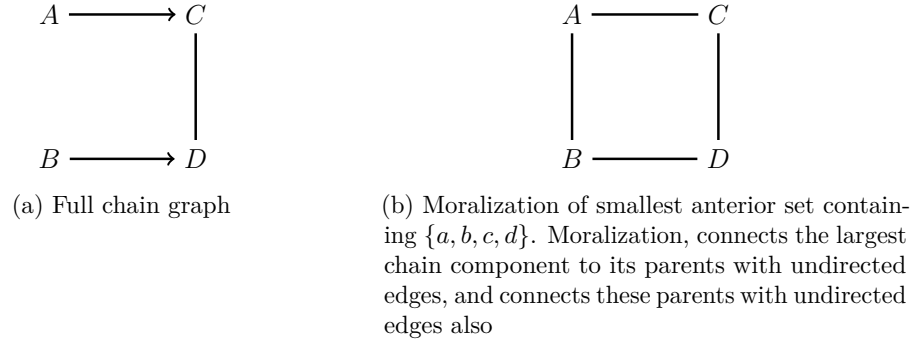 A C A C
B D B D
(a) Full chain graph
(b) Moralization of smallest anterior set contain-
ing {a, b, c, d}. Moralization, connects the largest
chain component to its parents with undirected
edges, and connects these parents with undirected
edges also